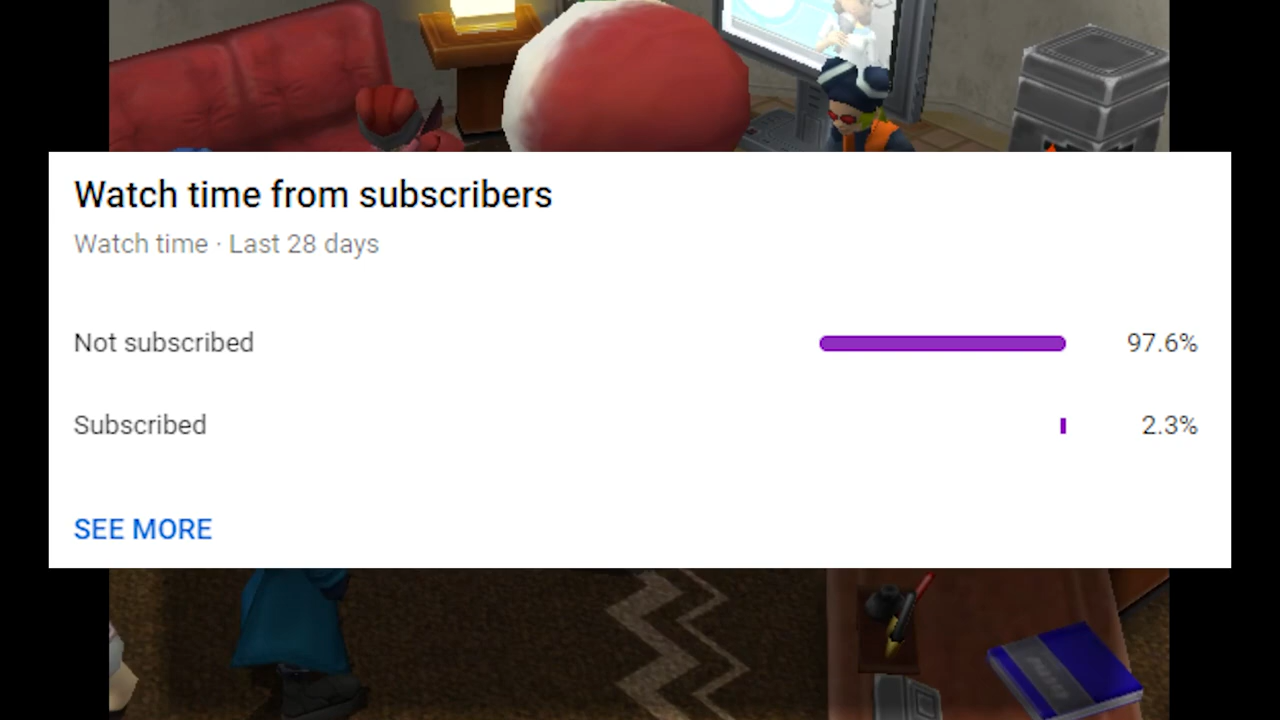 Watch time from subscribers
Watch time · Last 28 days
Not subscribed 97.6%
Subscribed 2.3%
SEE MORE